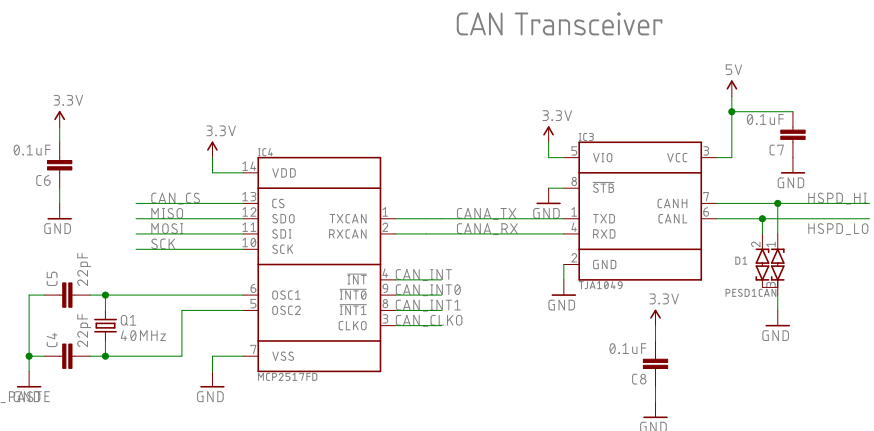 CAN Transceiver
5V
3.3V
0.1uF
C6
GND
3.3V
IC4
14 VDD
CAN_CS 13 CS
MISO 12 SDO TXCAN 1 CANA_TX
MOSI 11 SDI RXCAN 2 CANA_RX
SCK 10 SCK
INT 4 CAN_INT
6 OSC1 INT0 9 CAN_INT0
5 OSC2 INT1 8 CAN_INT1
CLKO 3 CAN_CLKO
7 VSS
MCP2517FD
GND
C5
22pF
C4
22pF
Q1
40MHz
GND
3.3V
IC3
5 VIO VCC 3
8 STB
GND
CANH 7 HSPD_HI
1 TXD CANL 6 HSPD_LO
4 RXD
2 GND
TJA1049
GND
0.1uF
C7
GND
D1
2
1
3
PESD1CAN
GND
3.3V
0.1uF
C8
GND